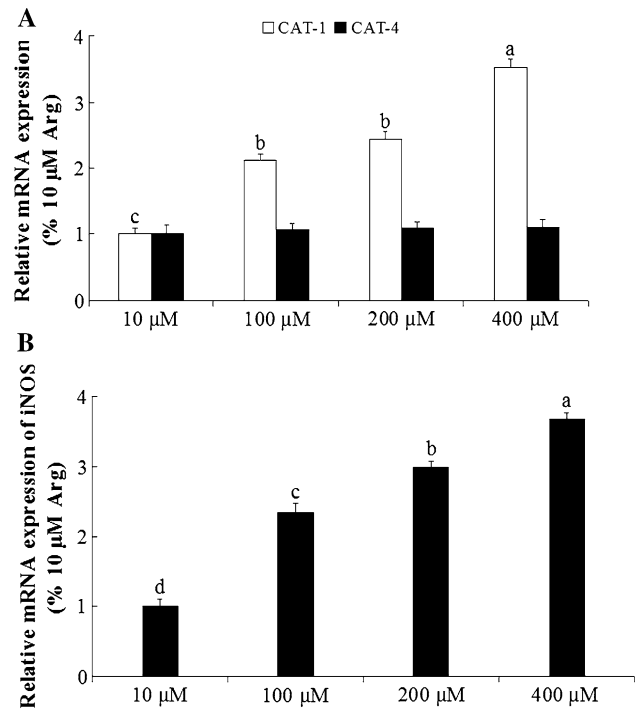 A
CAT-1 CAT-4
Relative mRNA expression
(% 10 µM Arg)
4
3
2
1
0
c
b
b
a
10 µM 100 µM 200 µM 400 µM
B
Relative mRNA expression of iNOS
(% 10 µM Arg)
4
3
2
1
0
d
c
b
a
10 µM 100 µM 200 µM 400 µM